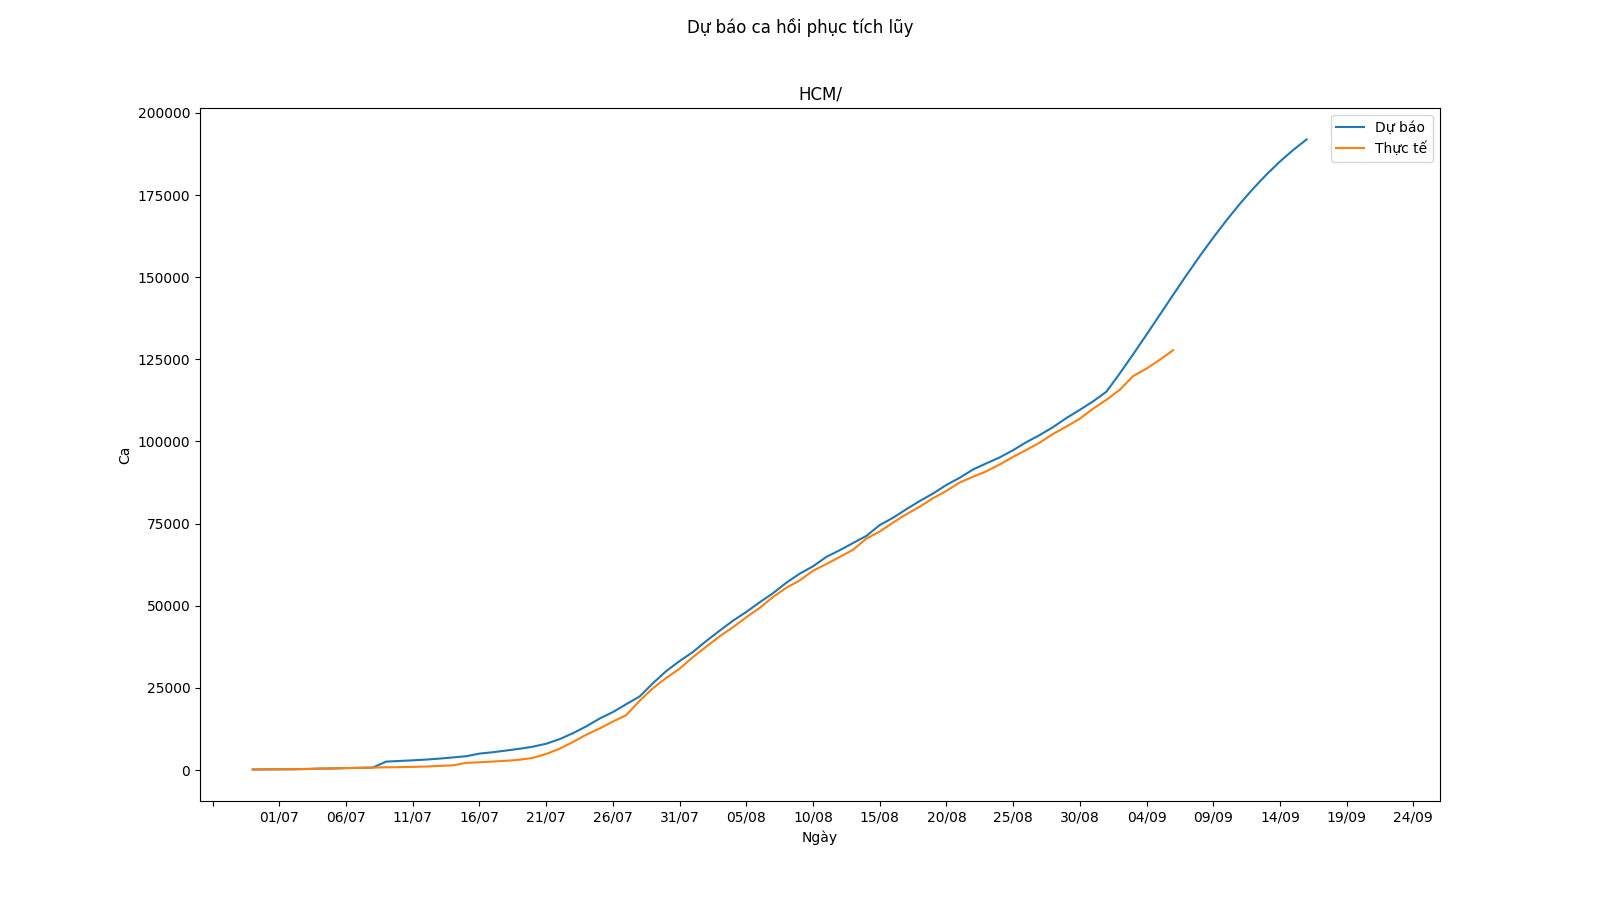 Dự báo ca hồi phục tích lũy
HCM/
200000
175000
150000
125000
100000
75000
50000
25000
0
Ca
Dự báo
Thực tế
01/07 06/07 11/07 16/07 21/07 26/07 31/07 05/08 10/08 15/08 20/08 25/08 30/08 04/09 09/09 14/09 19/09 24/09
Ngày